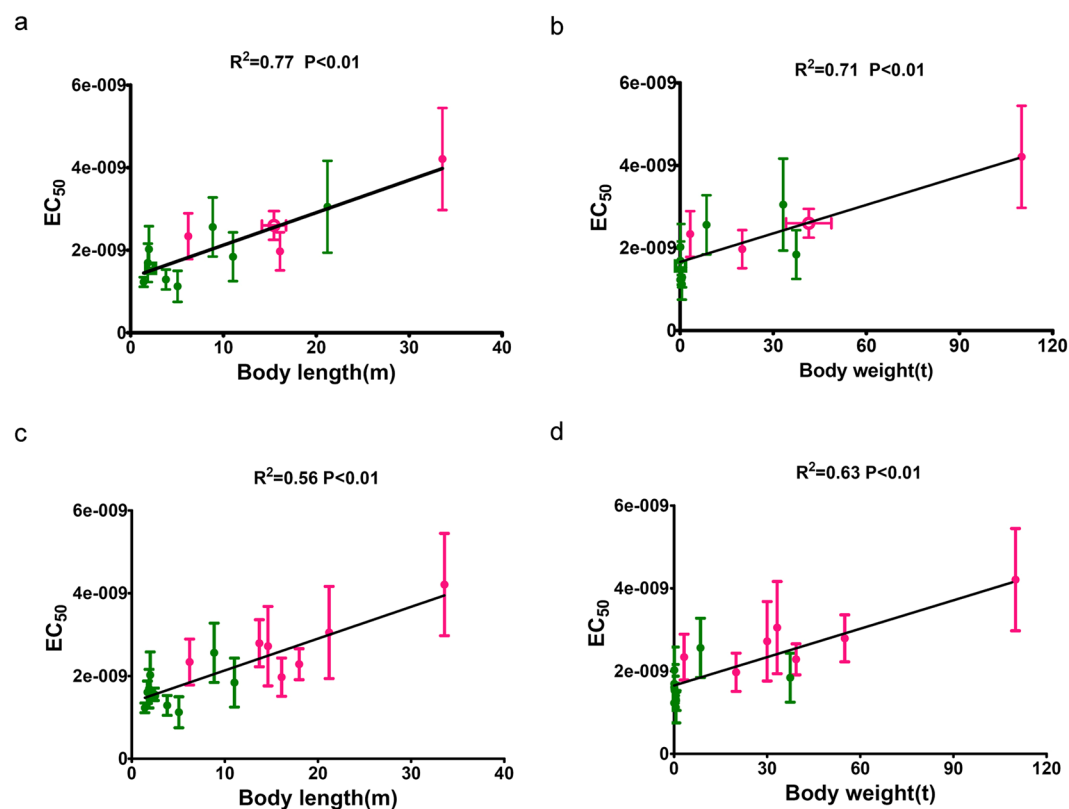 a
R²=0.77 P<0.01
6e-009
4e-009
2e-009
0
EC₅₀
0 10 20 30 40
Body length(m)
b
R²=0.71 P<0.01
6e-009
4e-009
2e-009
0
EC₅₀
0 30 60 90 120
Body weight(t)
c
R²=0.56 P<0.01
6e-009
4e-009
2e-009
0
EC₅₀
0 10 20 30 40
Body length(m)
d
R²=0.63 P<0.01
6e-009
4e-009
2e-009
0
EC₅₀
0 30 60 90 120
Body weight(t)